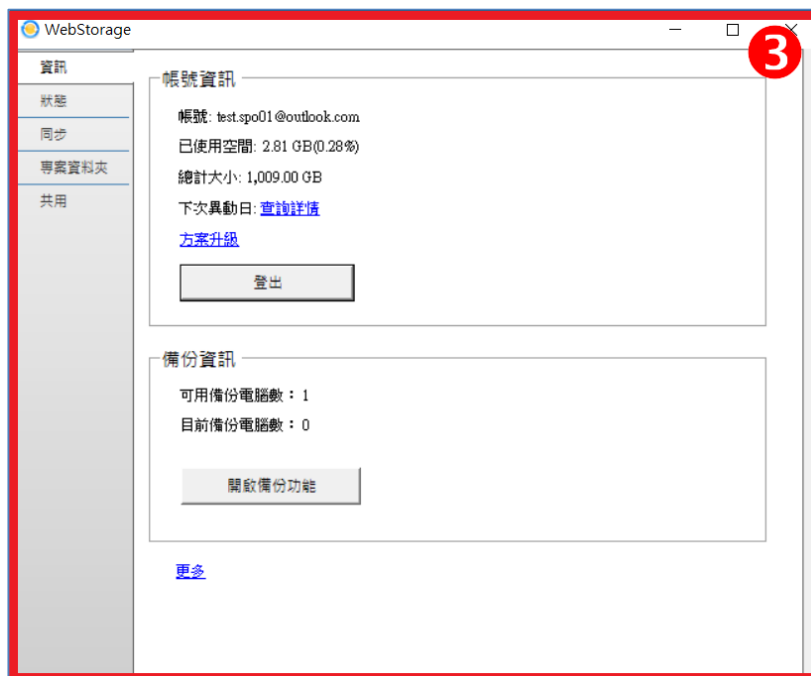 WebStorage
3
資訊
狀態
同步
專案資料夾
共用
帳號資訊
帳號: test.spo01@outlook.com
已使用空間: 2.81 GB(0.28%)
總計大小: 1,009.00 GB
下次異動日: 查詢詳情
方案升級
登出
備份資訊
可用備份電腦數： 1
目前備份電腦數： 0
開啟備份功能
更多